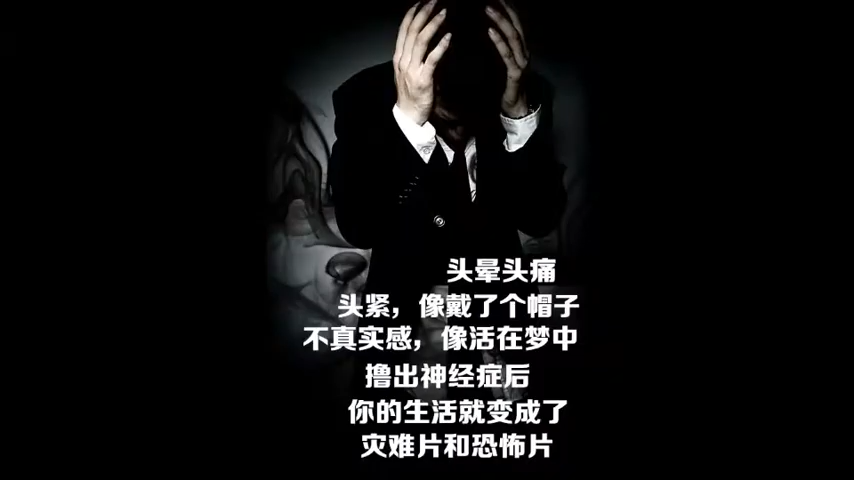 头晕头痛
头紧，像戴了个帽子
不真实感，像活在梦中
撸出神经症后
你的生活就变成了
灾难片和恐怖片